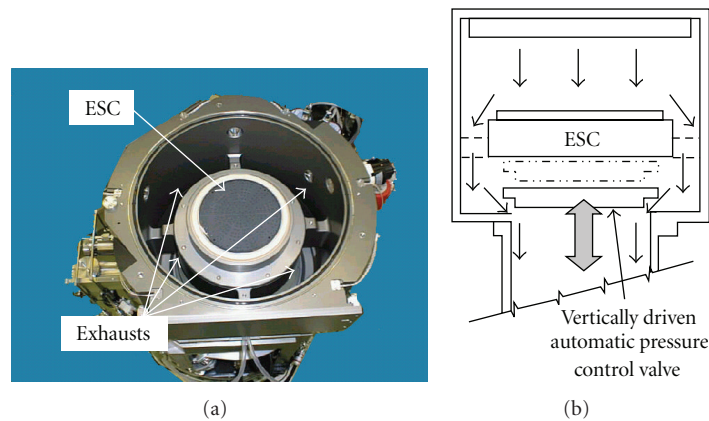 ESC
Exhausts
(a)
ESC
Vertically driven
automatic pressure
control valve
(b)